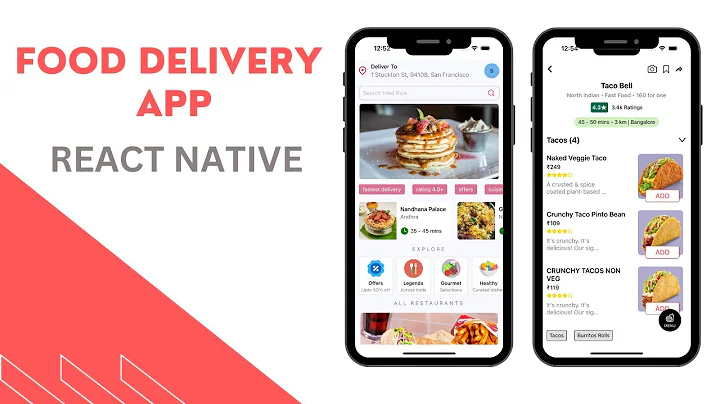 FOOD DELIVERY
APP
REACT NATIVE
12:52
Deliver To
1 Stockton St, 94108, San Francisco
S
Search fried Rice
fastest delivery
rating 4.0+
offers
cuisin
Nandhana Palace
Andhra
35 - 45 mins
G
EXPLORE
Offers
Upto 50% off
Legends
Across India
Gourmet
Selections
Healthy
Curated dishes
ALL RESTAURANTS
12:54
Taco Bell
North Indian • Fast Food • 160 for one
4.3★ 3.4k Ratings
45 - 50 mins - 3 km | Bangalore
Tacos (4)
Naked Veggie Taco
₹249
★★★★☆
A crusted & spice
coated plant-based ...
ADD
Crunchy Taco Pinto Bean
₹109
★★★★☆
It's crunchy. It's
delicious! Our sig...
ADD
CRUNCHY TACOS NON
VEG
₹119
★★★★☆
It's crunchy. It's
delicious! Our sig...
ADD
MENU
Tacos
Burritos Rolls